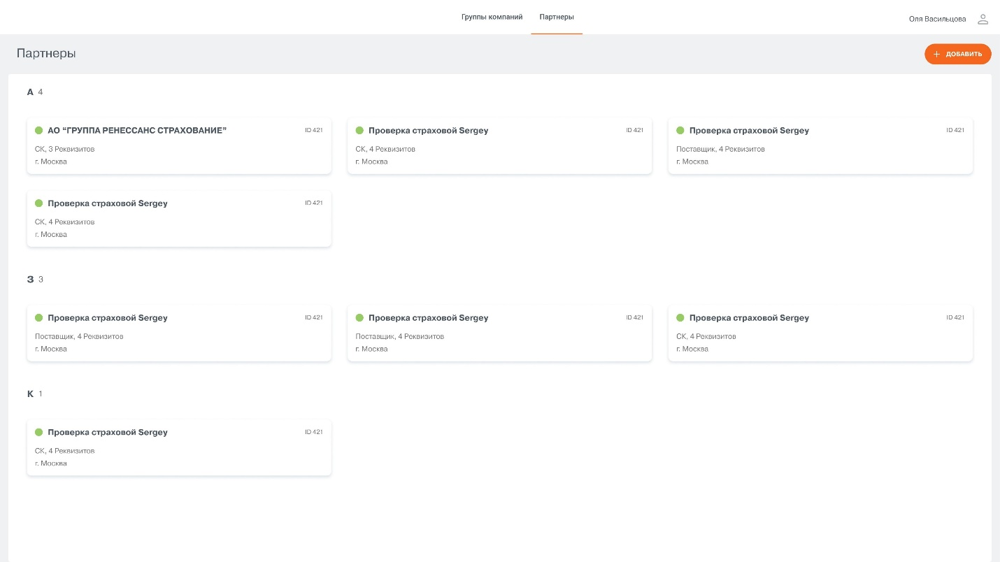 Группы компаний
Партнеры
Оля Васильцова
Партнеры
ДОБАВИТЬ
А 4
АО “ГРУППА РЕНЕССАНС СТРАХОВАНИЕ”
ID 421
СК, 3 Реквизитов
г. Москва
Проверка страховой Sergey
ID 421
СК, 4 Реквизитов
г. Москва
Проверка страховой Sergey
ID 421
Поставщик, 4 Реквизитов
г. Москва
Проверка страховой Sergey
ID 421
СК, 4 Реквизитов
г. Москва
З 3
Проверка страховой Sergey
ID 421
Поставщик, 4 Реквизитов
г. Москва
Проверка страховой Sergey
ID 421
Поставщик, 4 Реквизитов
г. Москва
Проверка страховой Sergey
ID 421
СК, 4 Реквизитов
г. Москва
К 1
Проверка страховой Sergey
ID 421
СК, 4 Реквизитов
г. Москва